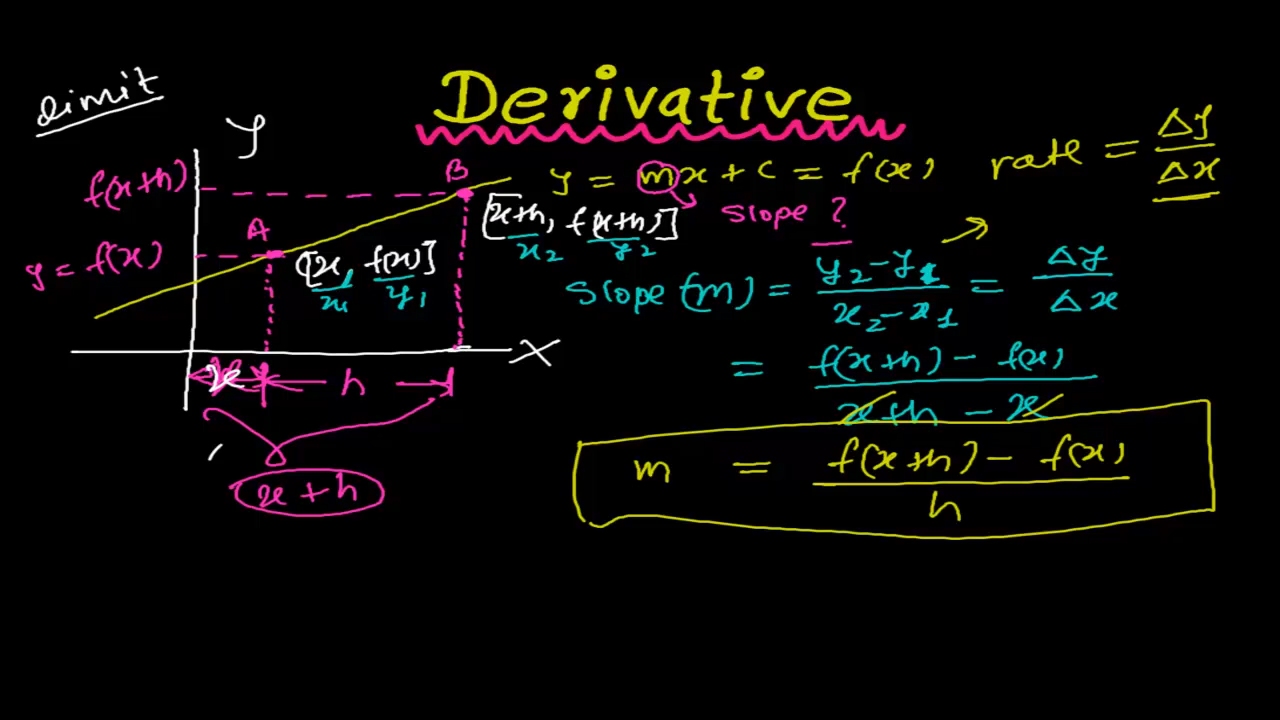 limit
Derivative
y
rate = Δy/Δx
f(x+h)
B
y = mx + c = f(x)
[x+h, f(x+h)]
x₂ y₂
slope ?
A
y = f(x)
[x, f(x)]
x₁ y₁
slope (m) = y₂-y₁/x₂-x₁ = Δy/Δx
X
= f(x+h) - f(x)/x+h - x
x h
x + h
m = f(x+h) - f(x)/h